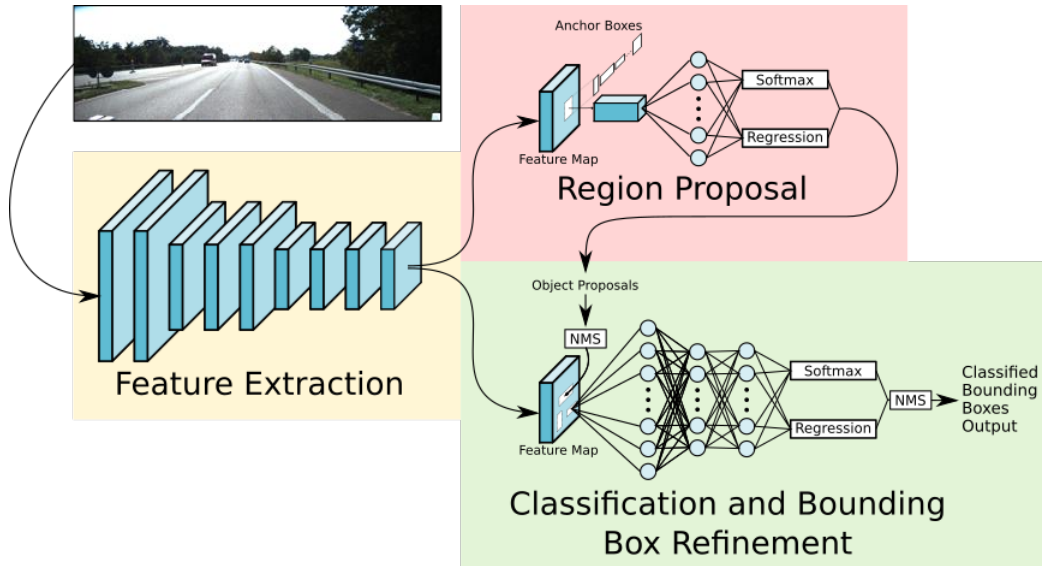 Anchor Boxes
Softmax
Regression
Feature Map
Region Proposal
Feature Extraction
Object Proposals
NMS
Feature Map
Softmax
Regression
NMS
Classified
Bounding
Boxes
Output
Classification and Bounding
Box Refinement